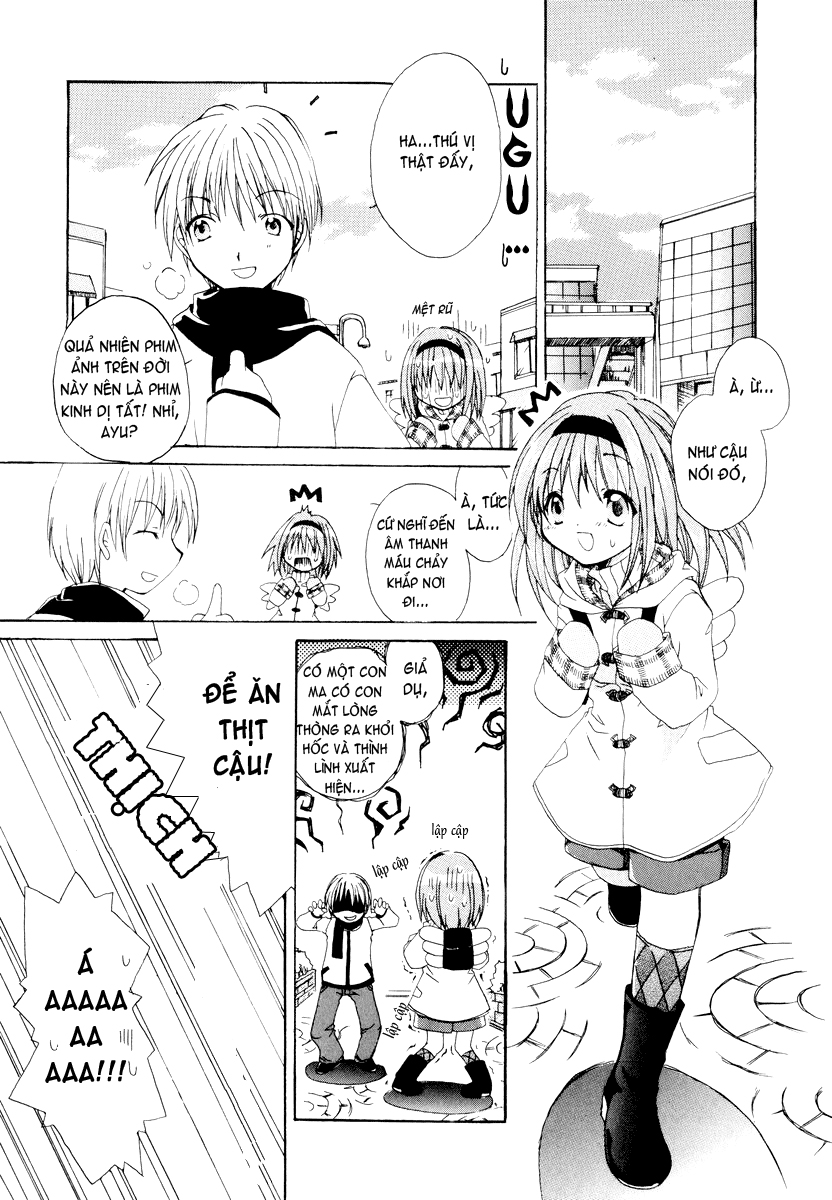 UGU...
HA...THÚ VỊ
THẬT ĐẤY,
MỆT RŨ
QUẢ NHIÊN PHIM
ẢNH TRÊN ĐỜI
NÀY NÊN LÀ PHIM
KINH DỊ TẤT! NHỈ,
AYU?
À, Ừ...
NHƯ CẬU
NÓI ĐÓ,
À, TỨC
LÀ...
CỨ NGHĨ ĐẾN
ÂM THANH
MÁU CHẢY
KHẮP NƠI
ĐI...
GIẢ
DỤ,
CÓ MỘT CON
MA CÓ CON
MẮT LÒNG
THÒNG RA KHỎI
HỐC VÀ THÌNH
LÌNH XUẤT
HIỆN...
lập cập
lập cập
lập cập
ĐỂ ĂN
THỊT
CẬU!
THỊCH
Á
AAAAA
AA
AAA!!!